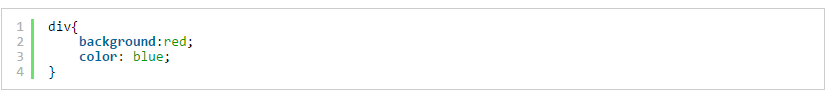 1 div{
2     background:red;
3     color: blue;
4 }